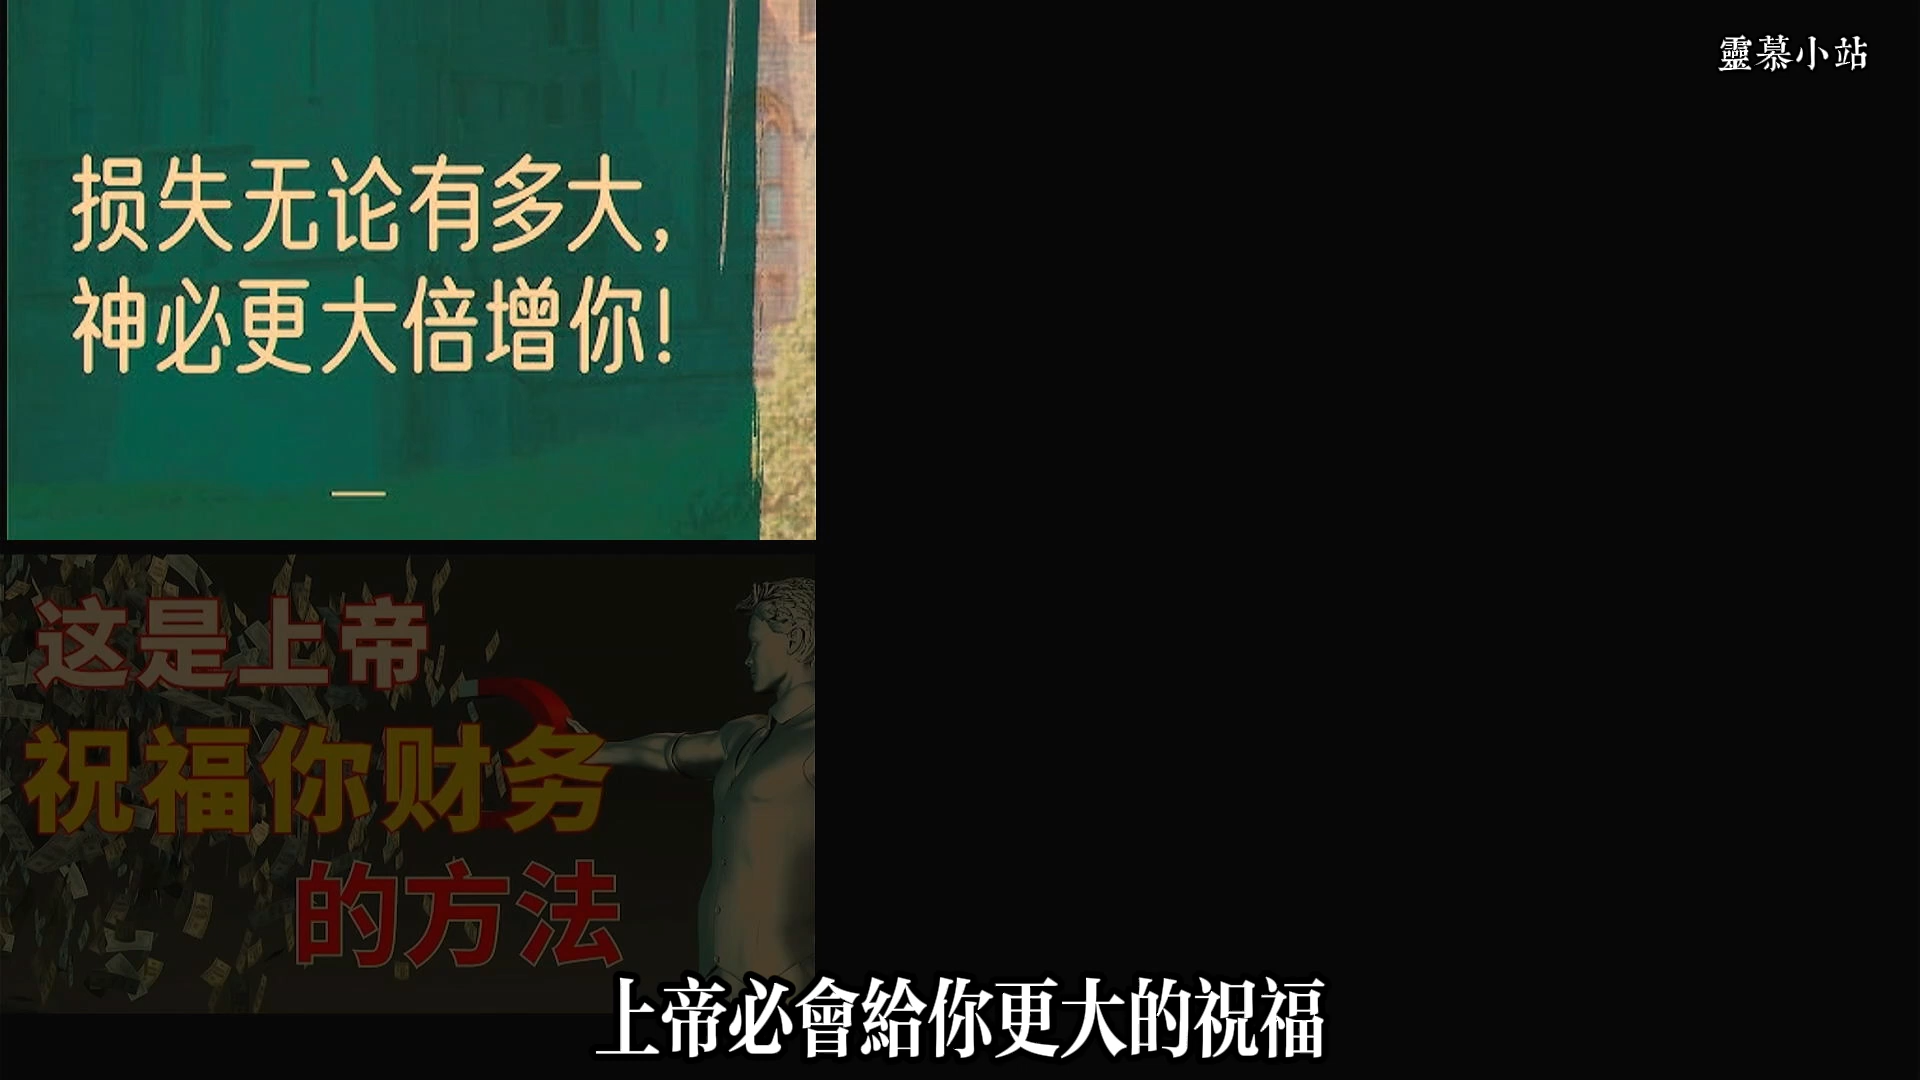 靈慕小站
损失无论有多大,
神必更大倍增你!
这是上帝
祝福你财务
的方法
上帝必會給你更大的祝福